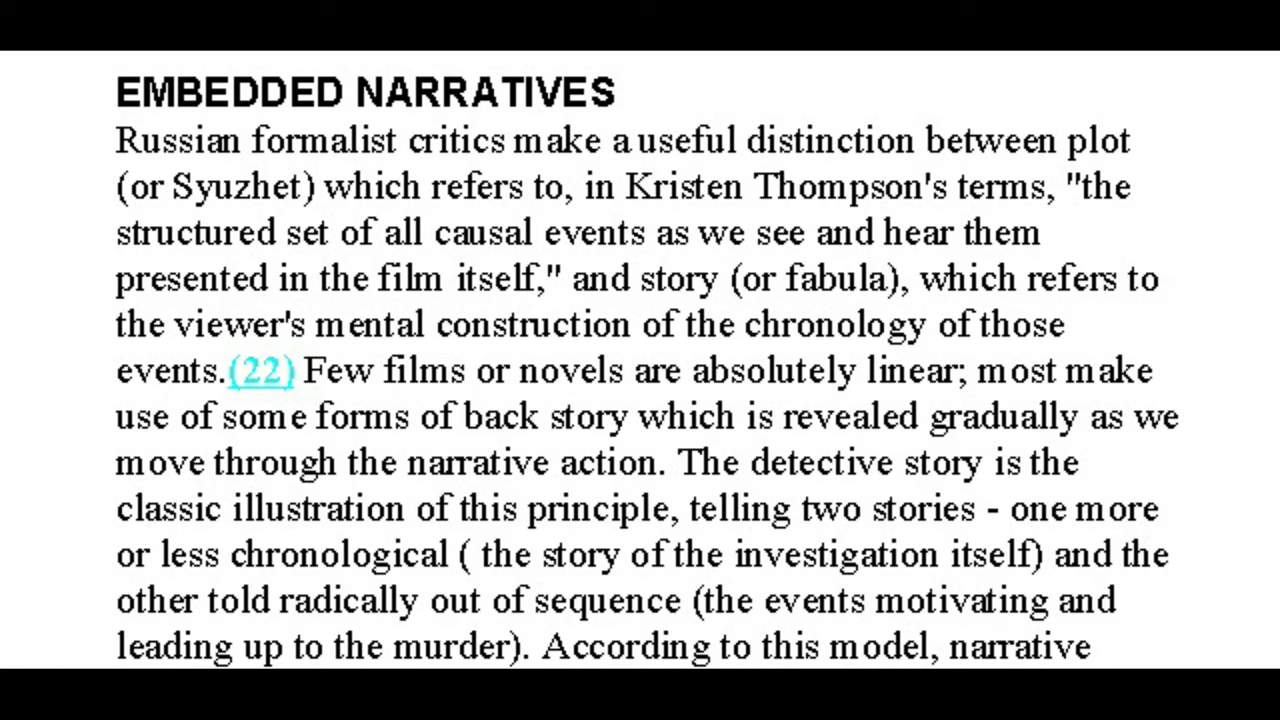 EMBEDDED NARRATIVES
Russian formalist critics make a useful distinction between plot
(or Syuzhet) which refers to, in Kristen Thompson's terms, "the
structured set of all causal events as we see and hear them
presented in the film itself," and story (or fabula), which refers to
the viewer's mental construction of the chronology of those
events.(22) Few films or novels are absolutely linear; most make
use of some forms of back story which is revealed gradually as we
move through the narrative action. The detective story is the
classic illustration of this principle, telling two stories - one more
or less chronological ( the story of the investigation itself) and the
other told radically out of sequence (the events motivating and
leading up to the murder). According to this model, narrative